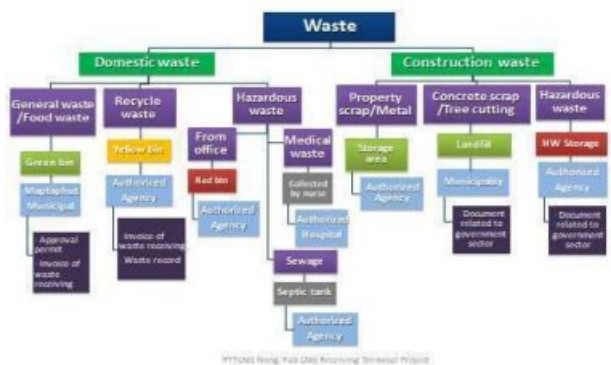 Waste
Domestic waste
Construction waste
General waste
/Food waste
Recycle
waste
Hazardous
waste
Property
scrap/Metal
Concrete scrap
/Tree cutting
Hazardous
waste
From
office
Medical
waste
Green bin
Yellow bin
Red bin
Collected
by nurse
Storage
area
Landfill
HW Storage
Maptaphut
Municipal
Authorized
Agency
Authorized
Agency
Authorized
Hospital
Authorized
Agency
Municipality
Authorized
Agency
Approval
permit
Invoice of
waste
receiving
Invoice of
waste receiving
Waste record
Document
related to
government
sector
Document
related to
government
sector
Sewage
Septic tank
Authorized
Agency
Receiving Terminal Project